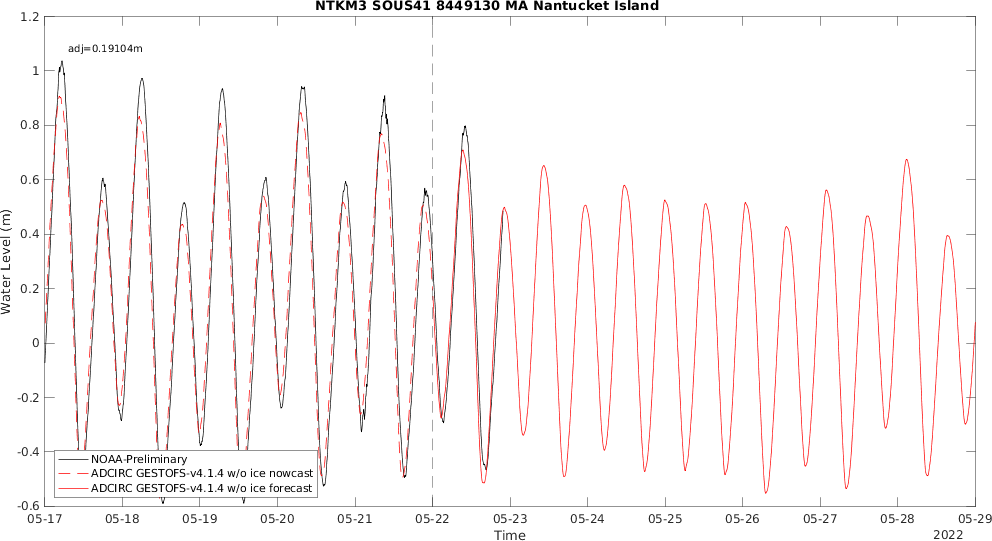 NTKM3 SOUS41 8449130 MA Nantucket Island
1.2
adj=0.19104m
1
0.8
0.6
0.4
0.2
0
-0.2
-0.4
-0.6
Water Level (m)
NOAA-Preliminary
ADCIRC GESTOFS-v4.1.4 w/o ice nowcast
ADCIRC GESTOFS-v4.1.4 w/o ice forecast
05-17 05-18 05-19 05-20 05-21 05-22 05-23 05-24 05-25 05-26 05-27 05-28 05-29
Time
2022